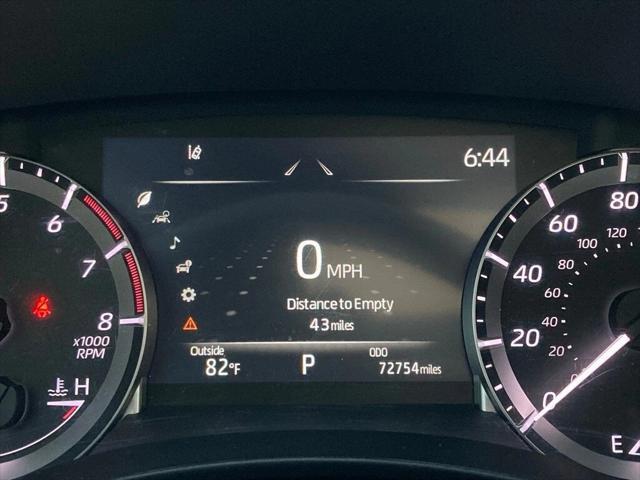 6:44
0 MPH
Distance to Empty
43 miles
Outside
82°F
P
ODO
72754 miles
5
6
7
8
x1000
RPM
H
80
60
40
20
0
120
100
80
60
40
20
E